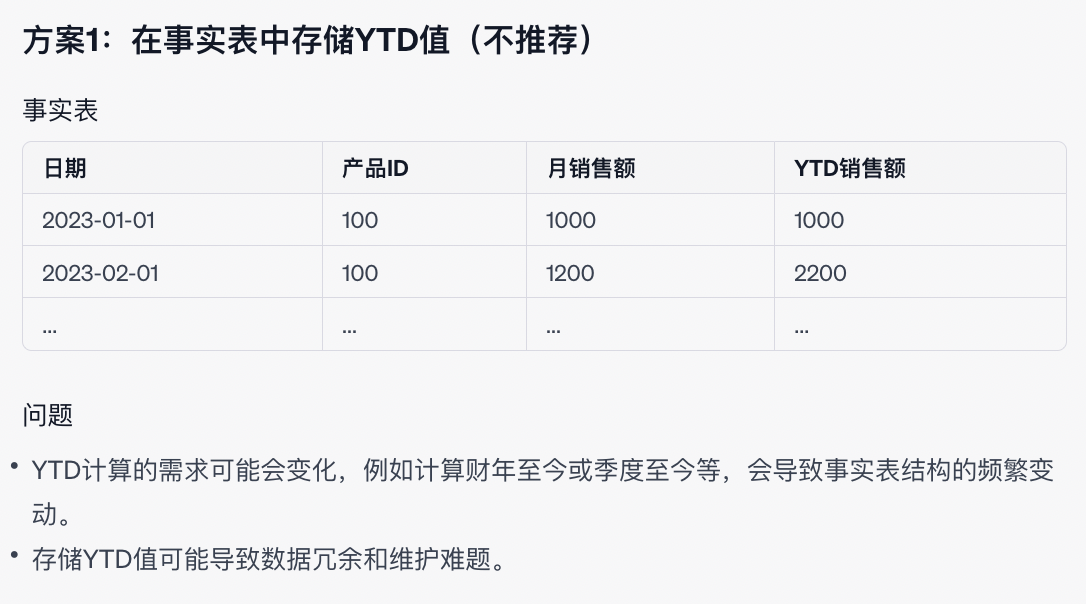 方案1：在事实表中存储YTD值（不推荐）
事实表
日期 产品ID 月销售额 YTD销售额
2023-01-01 100 1000 1000
2023-02-01 100 1200 2200
... ... ... ...
问题
• YTD计算的需求可能会变化，例如计算财年至今或季度至今等，会导致事实表结构的频繁变
动。
• 存储YTD值可能导致数据冗余和维护难题。